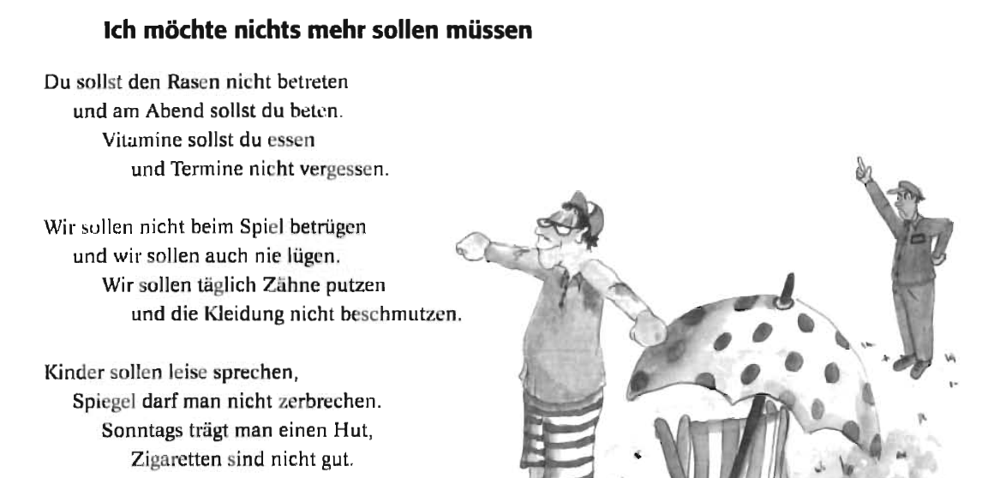 Ich möchte nichts mehr sollen müssen
Du sollst den Rasen nicht betreten
und am Abend sollst du beten.
Vitamine sollst du essen
und Termine nicht vergessen.
Wir sollen nicht beim Spiel betrügen
und wir sollen auch nie lügen.
Wir sollen täglich Zähne putzen
und die Kleidung nicht beschmutzen.
Kinder sollen leise sprechen,
Spiegel darf man nicht zerbrechen.
Sonntags trägt man einen Hut,
Zigaretten sind nicht gut.